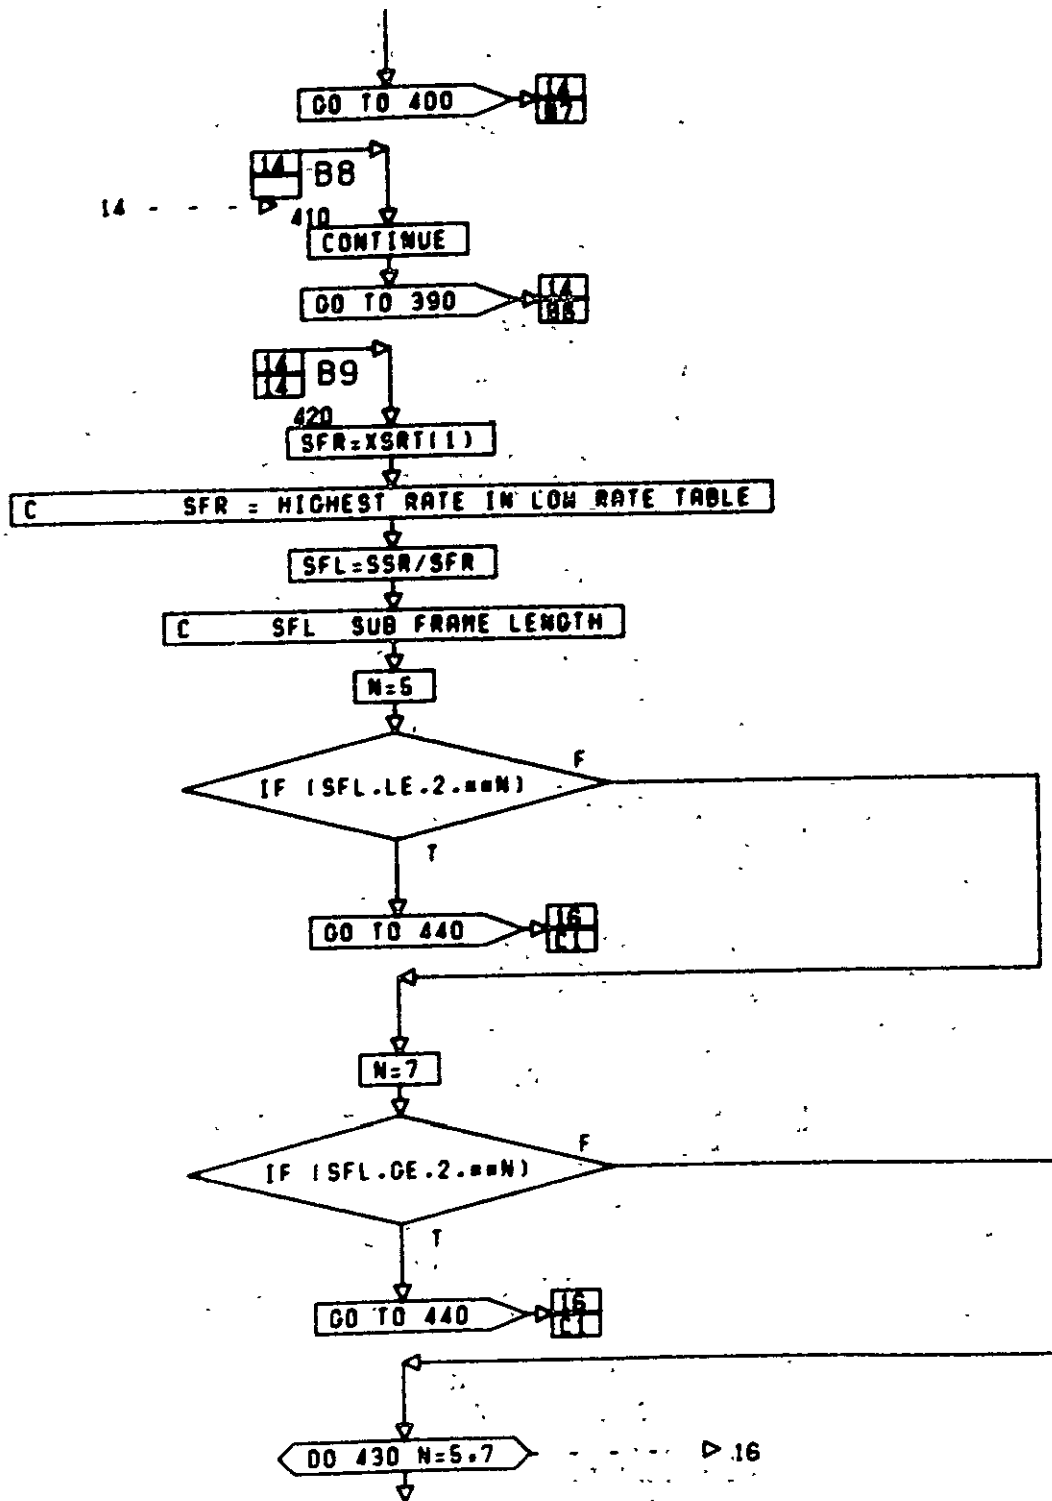 GO TO 400
14
B7
14
B8
14
410
CONTINUE
GO TO 390
14
14
14
B9
420
SFR=XSRT(1)
C SFR = HIGHEST RATE IN LOW RATE TABLE
SFL=SSR/SFR
C SFL SUB FRAME LENGTH
N=5
IF (SFL.LE.2.**N)
F
T
GO TO 440
16
C1
N=7
IF (SFL.GE.2.**N)
F
T
GO TO 440
16
C1
DO 430 N=5,7
16